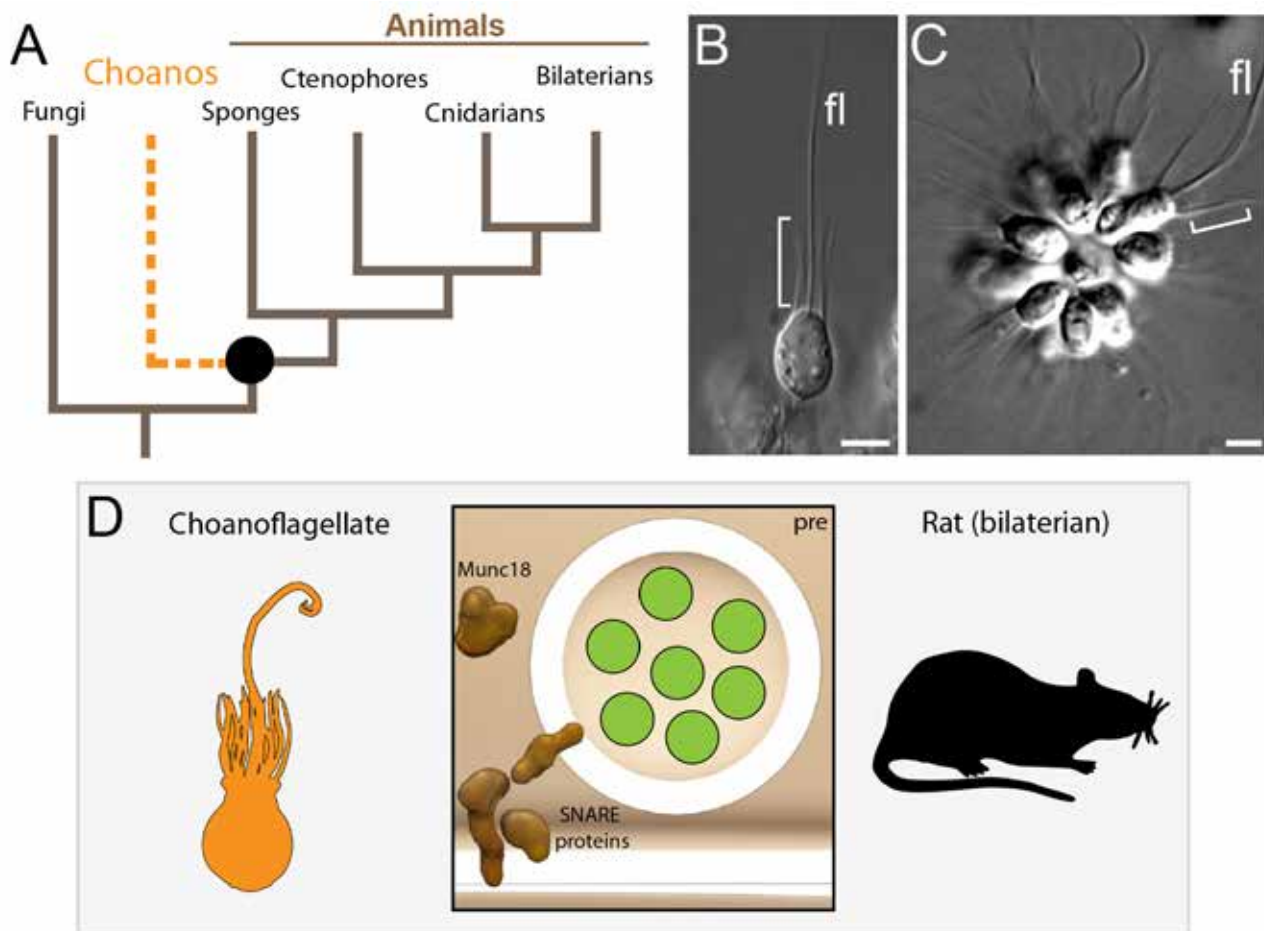 A
Animals
Choanos
Ctenophores
Bilaterians
Fungi
Sponges
Cnidarians
B
fl
C
fl
D
Choanoflagellate
pre
Rat (bilaterian)
Munc18
SNARE
proteins